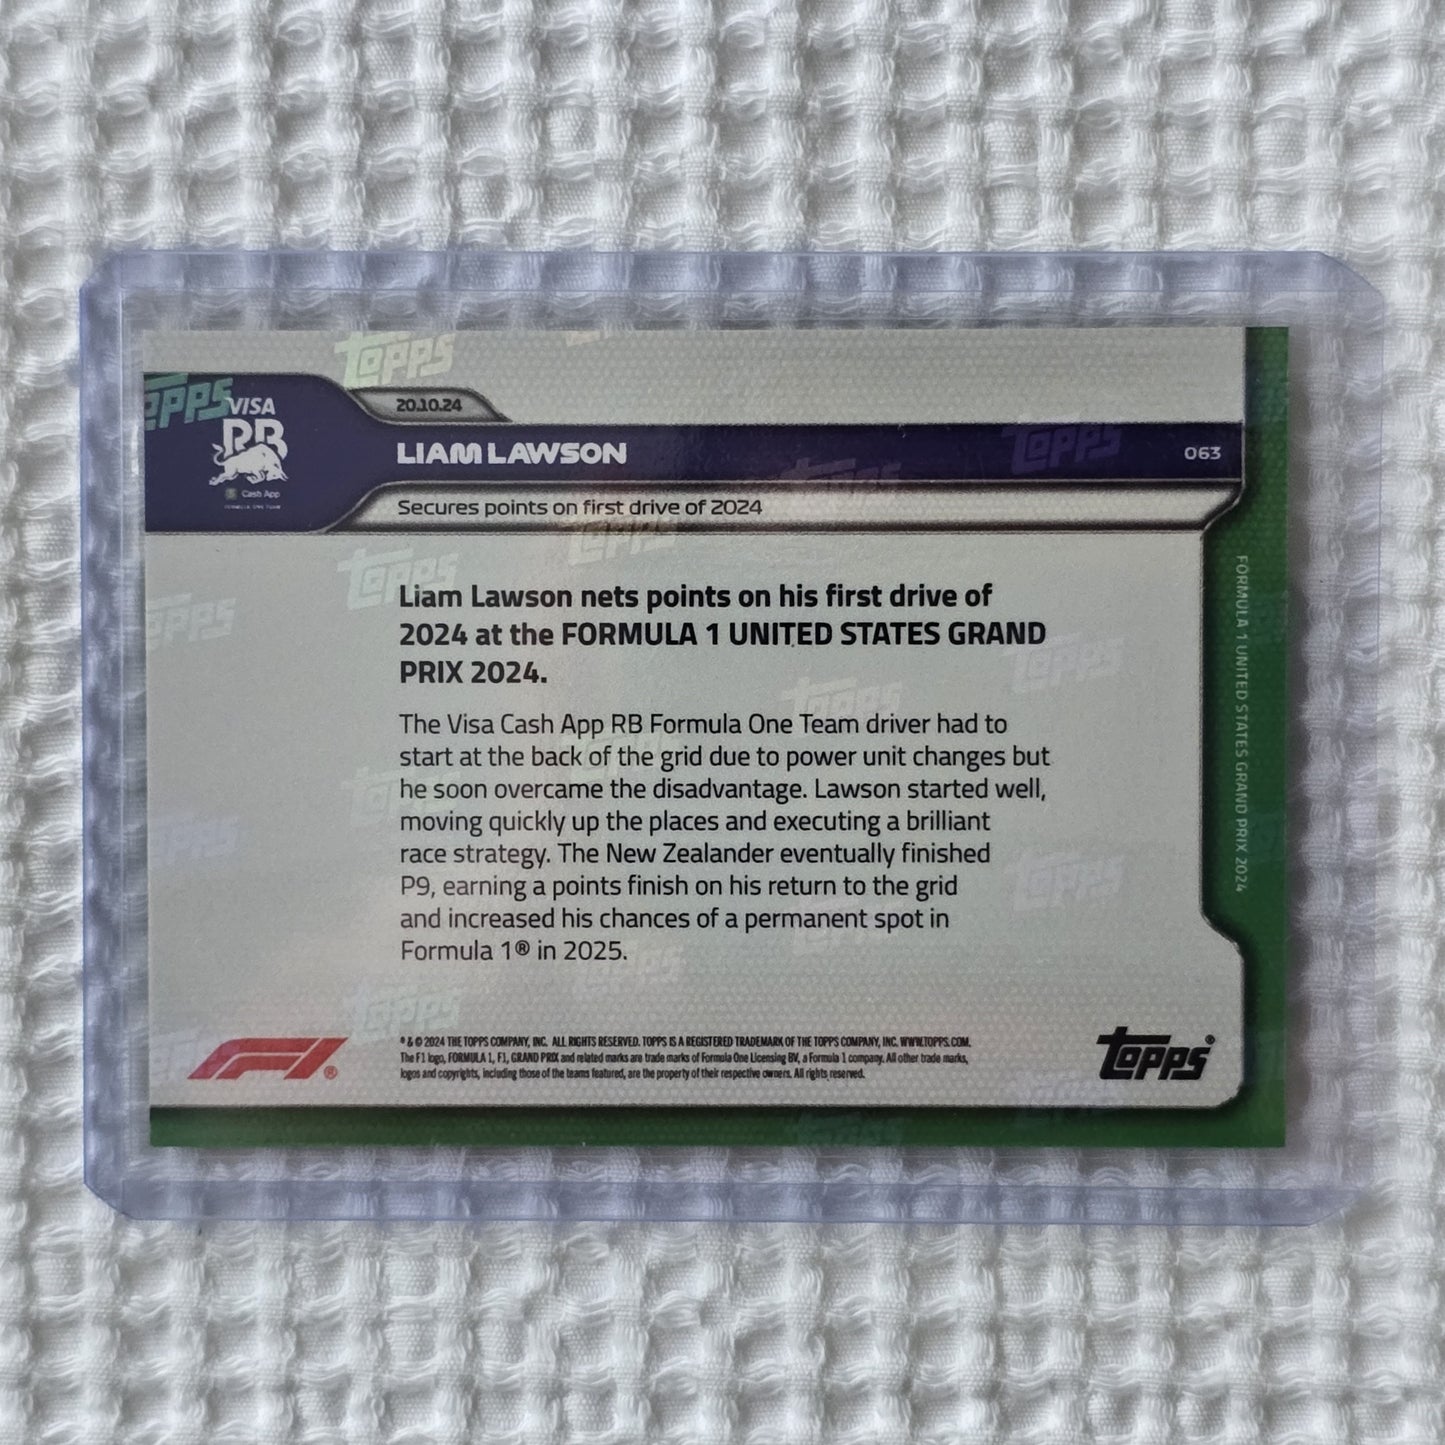 VISA
RB
Cash App
FORMULA ONE TEAM
20.10.24
LIAM LAWSON
063
Secures points on first drive of 2024
Liam Lawson nets points on his first drive of
2024 at the FORMULA 1 UNITED STATES GRAND
PRIX 2024.
The Visa Cash App RB Formula One Team driver had to
start at the back of the grid due to power unit changes but
he soon overcame the disadvantage. Lawson started well,
moving quickly up the places and executing a brilliant
race strategy. The New Zealander eventually finished
P9, earning a points finish on his return to the grid
and increased his chances of a permanent spot in
Formula 1® in 2025.
FORMULA 1 UNITED STATES GRAND PRIX 2024
F1®
® & © 2024 THE TOPPS COMPANY, INC. ALL RIGHTS RESERVED. TOPPS IS A REGISTERED TRADEMARK OF THE TOPPS COMPANY, INC. WWW.TOPPS.COM.
The F1 logo, FORMULA 1, F1, GRAND PRIX and related marks are trade marks of Formula One Licensing BV, a Formula 1 company. All other trade marks,
logos and copyrights, including those of the teams featured, are the property of their respective owners. All rights reserved.
Topps®